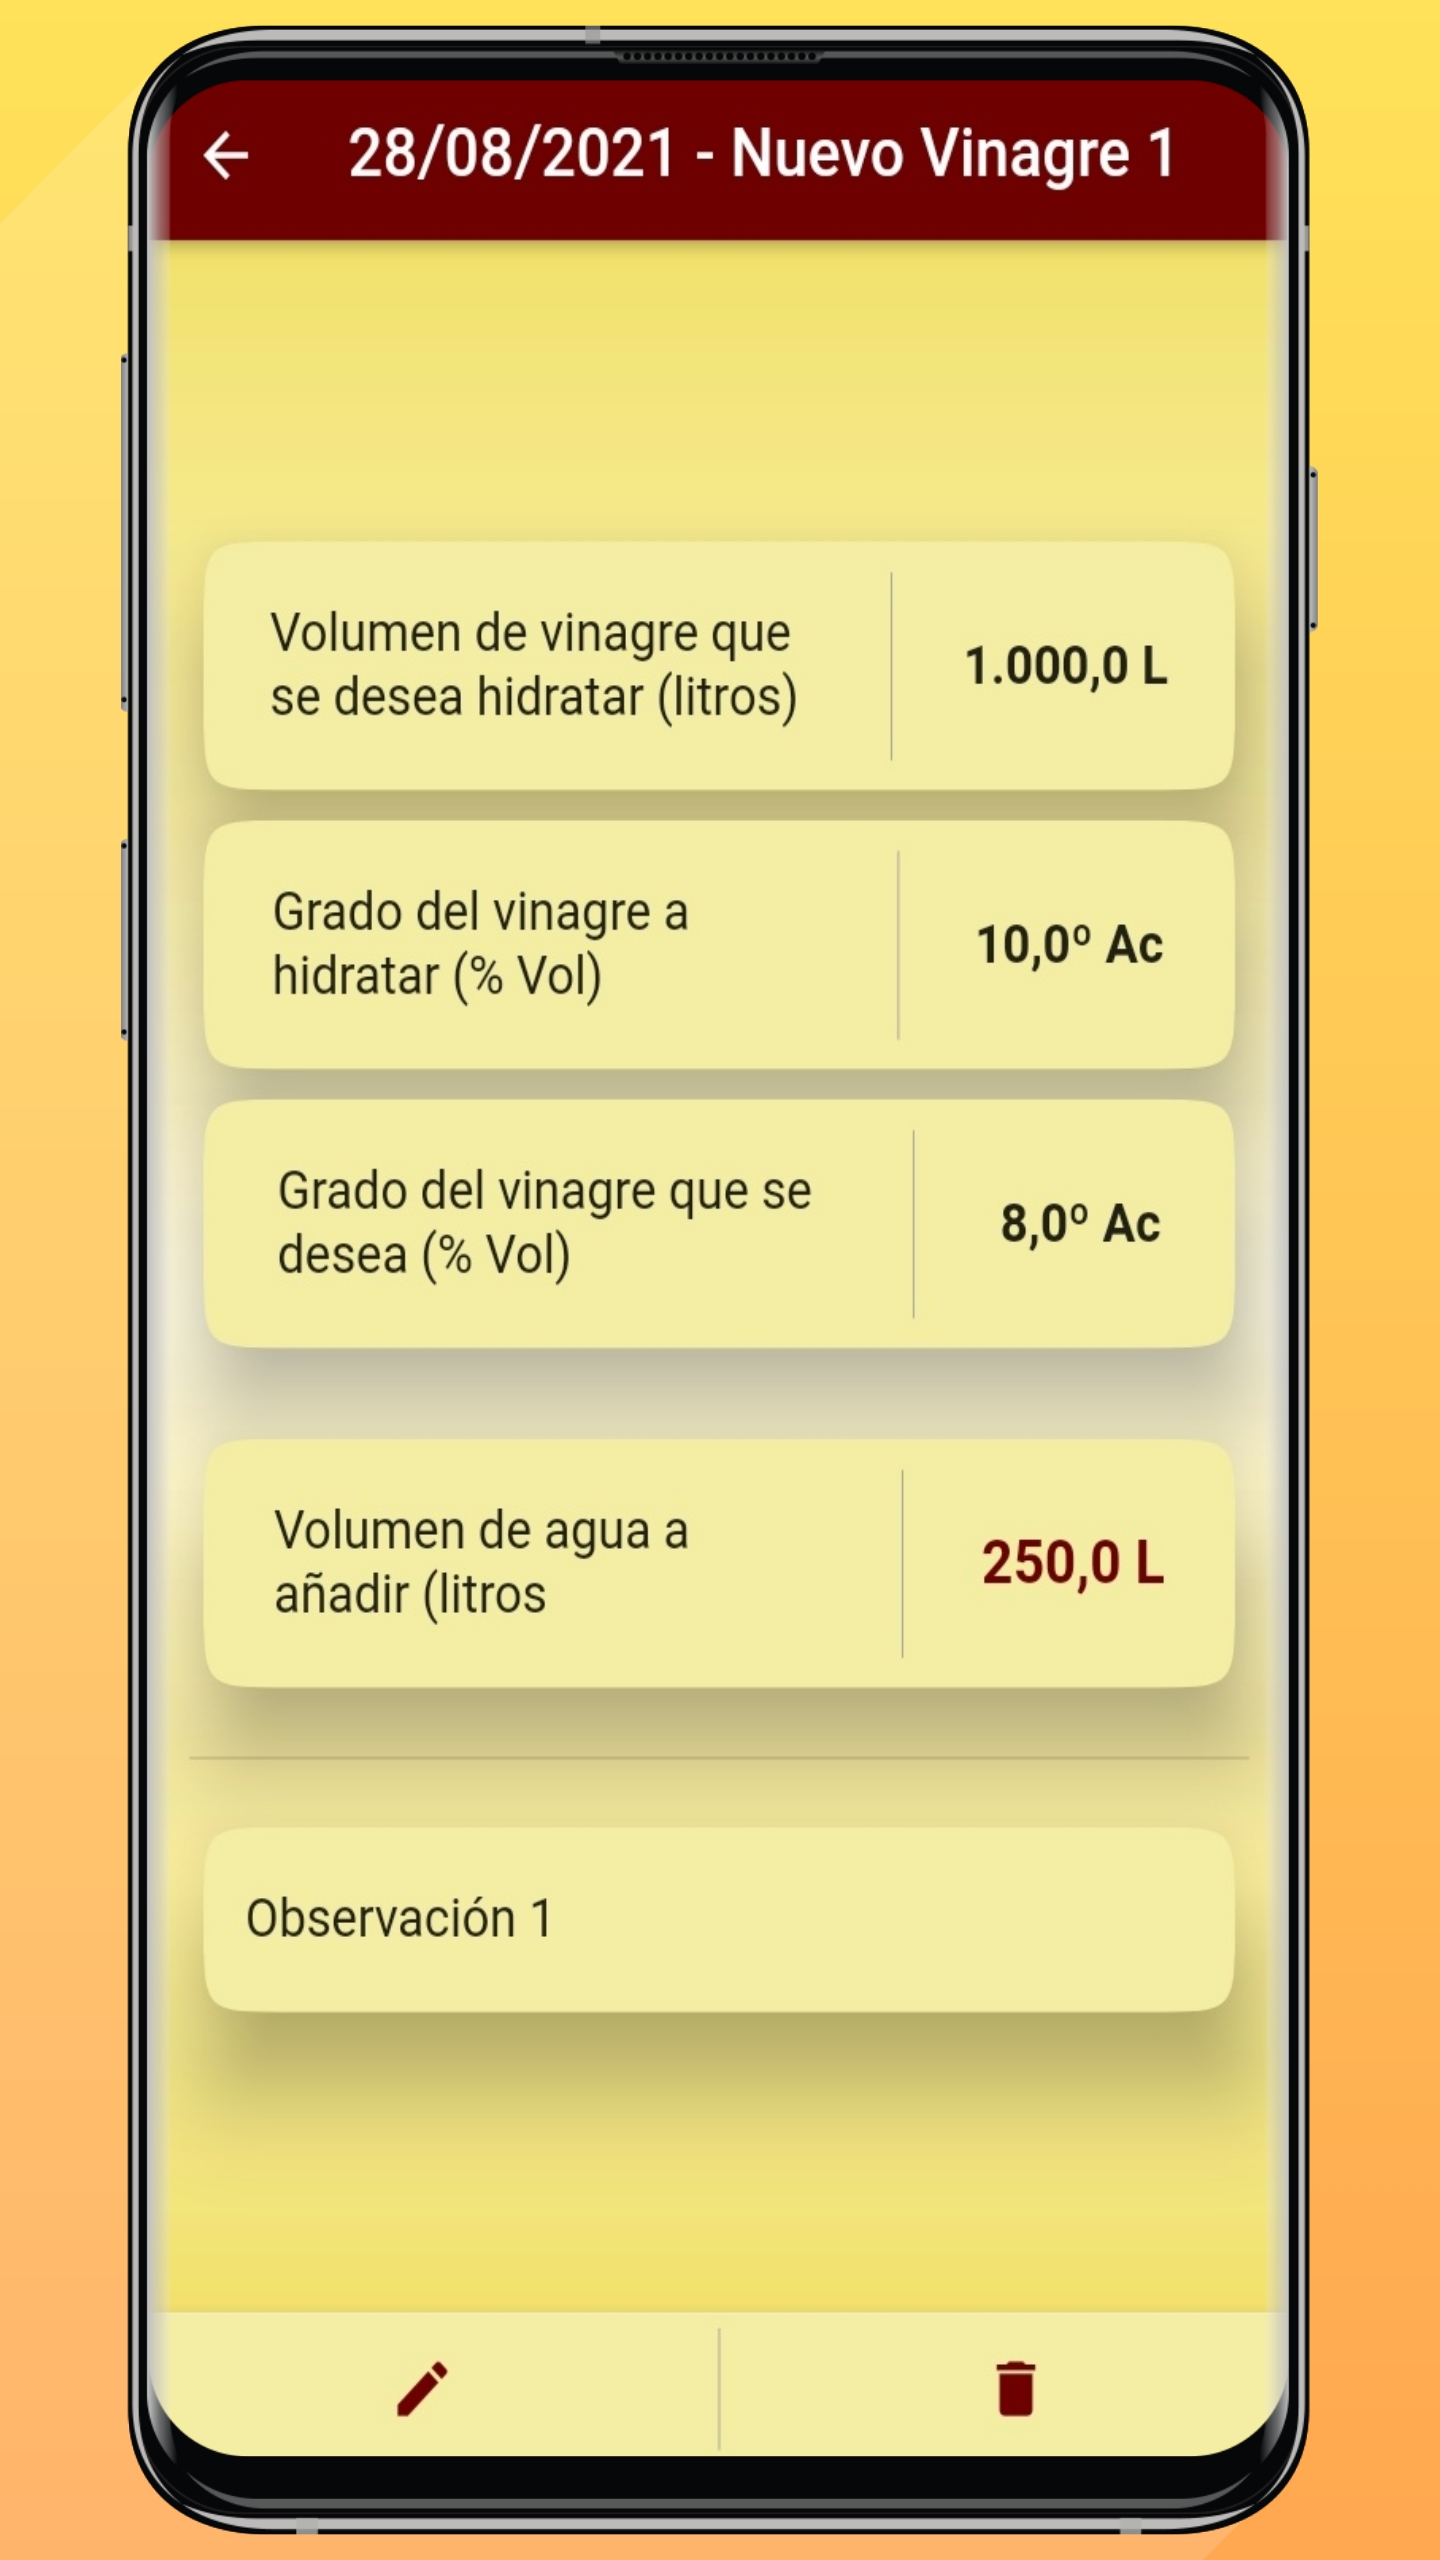 28/08/2021 - Nuevo Vinagre 1
Volumen de vinagre que
se desea hidratar (litros)
1.000,0 L
Grado del vinagre a
hidratar (% Vol)
10,0º Ac
Grado del vinagre que se
desea (% Vol)
8,0º Ac
Volumen de agua a
añadir (litros
250,0 L
Observación 1